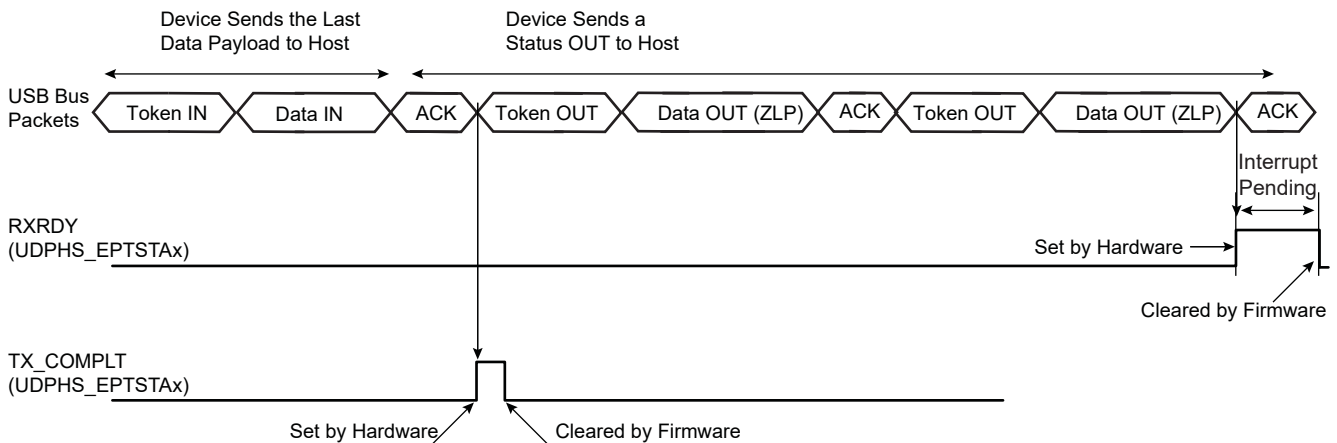 Device Sends the Last
Data Payload to Host
Device Sends a
Status OUT to Host
USB Bus
Packets
Token IN
Data IN
ACK
Token OUT
Data OUT (ZLP)
ACK
Token OUT
Data OUT (ZLP)
ACK
Interrupt
Pending
RXRDY
(UDPHS_EPTSTAx)
Set by Hardware
Cleared by Firmware
TX_COMPLT
(UDPHS_EPTSTAx)
Set by Hardware
Cleared by Firmware